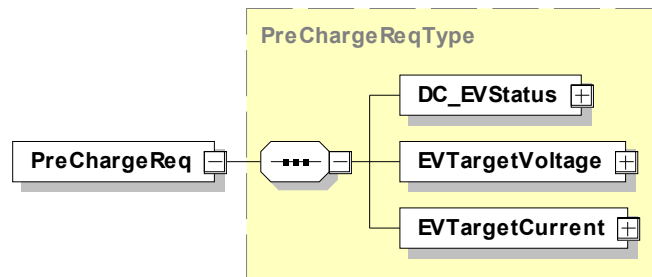 PreChargeReqType
DC_EVStatus
PreChargeReq
EVTargetVoltage
EVTargetCurrent